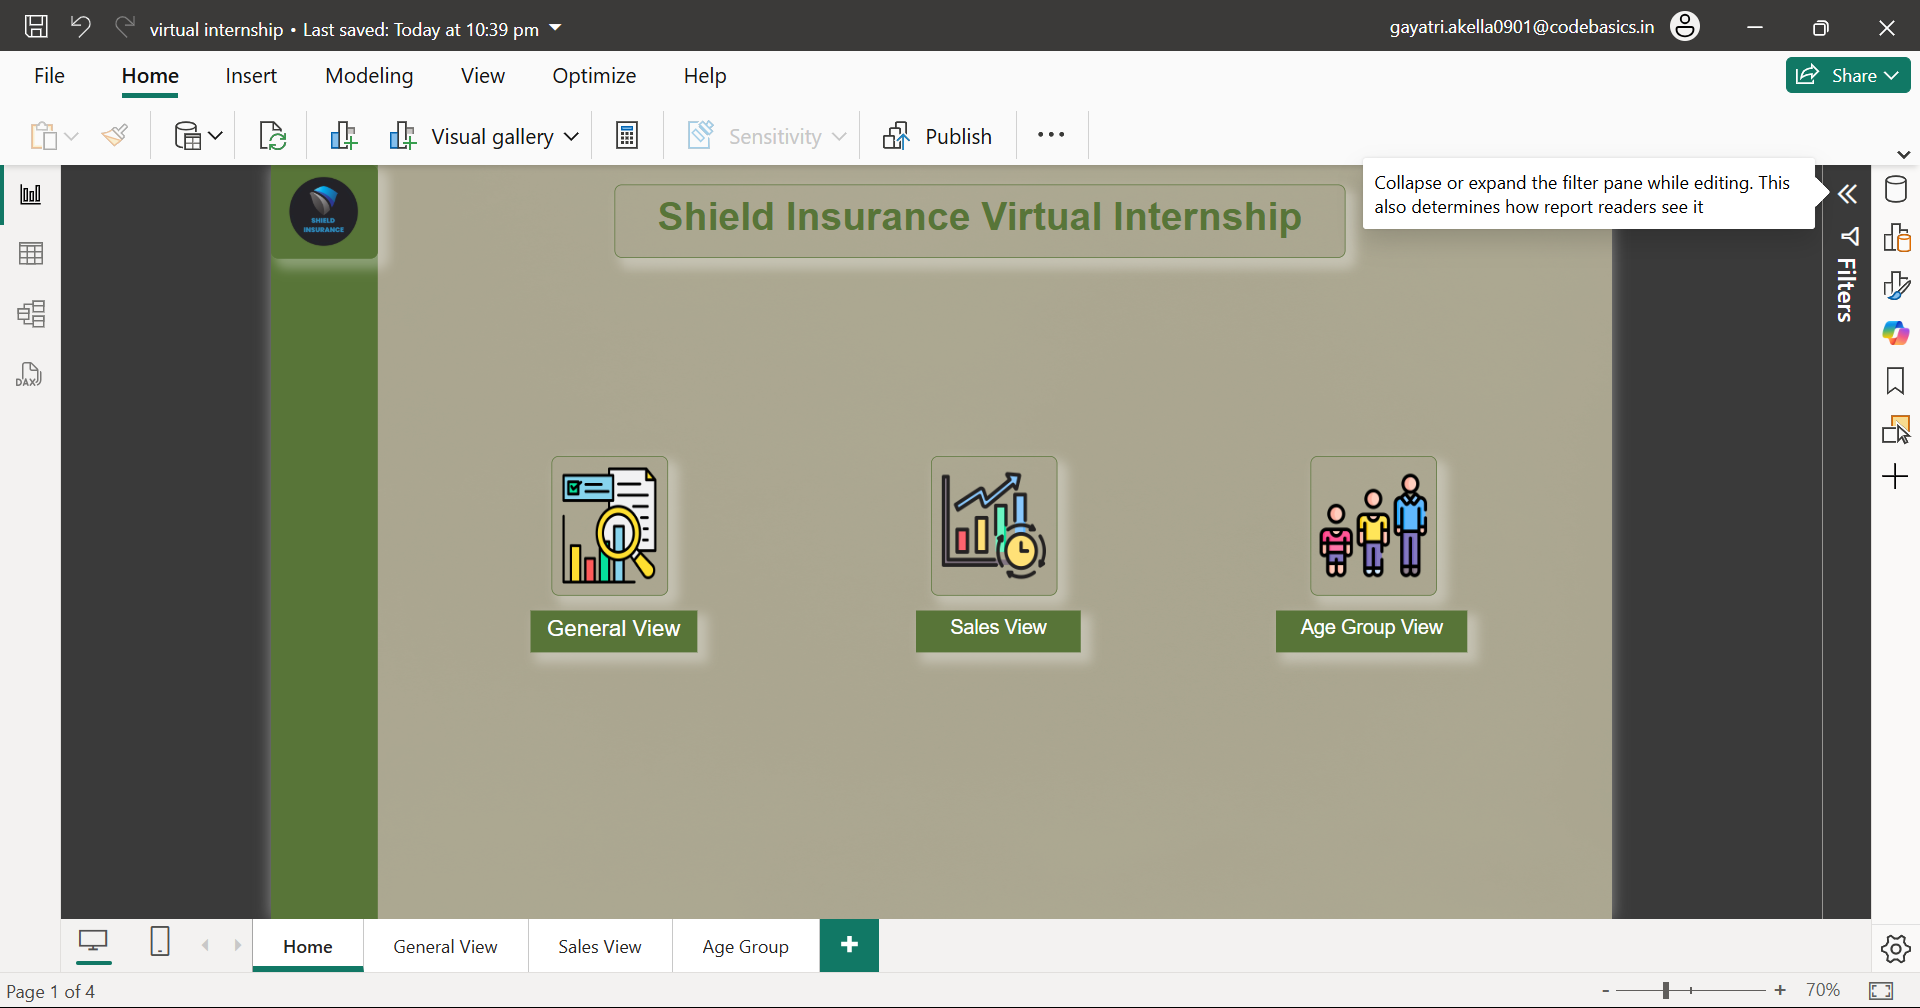 virtual internship • Last saved: Today at 10:39 pm
gayatri.akella0901@codebasics.in
File Home Insert Modeling View Optimize Help
Share
Visual gallery
Sensitivity
Publish
Collapse or expand the filter pane while editing. This
also determines how report readers see it
SHIELD
INSURANCE
Shield Insurance Virtual Internship
Filters
DAX
General View
Sales View
Age Group View
Home
General View
Sales View
Age Group
Page 1 of 4
- + 70%